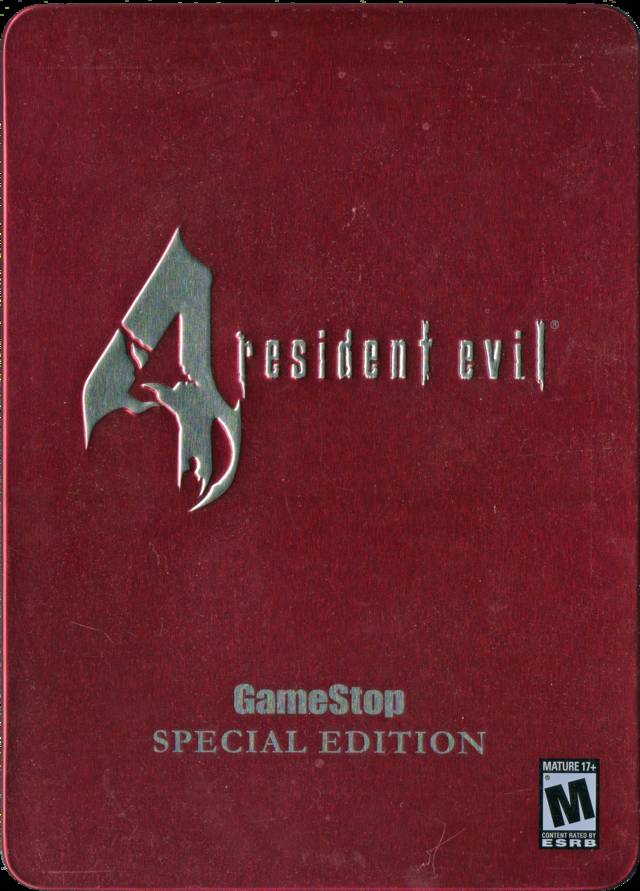 4
resident evil®
GameStop
SPECIAL EDITION
MATURE 17+
M
®
CONTENT RATED BY
ESRB